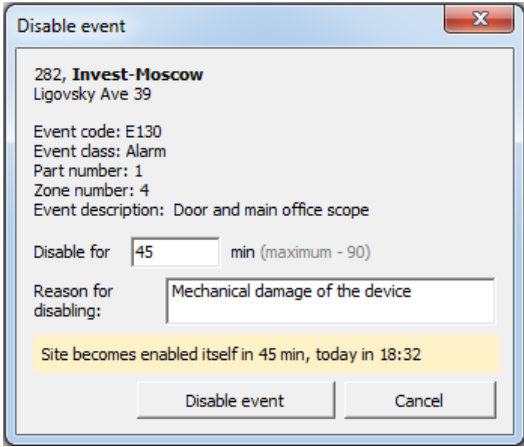 Disable event
282, Invest-Moscow
Ligovsky Ave 39
Event code: E130
Event class: Alarm
Part number: 1
Zone number: 4
Event description: Door and main office scope
Disable for 45 min (maximum - 90)
Reason for
disabling:
Mechanical damage of the device
Site becomes enabled itself in 45 min, today in 18:32
Disable event Cancel